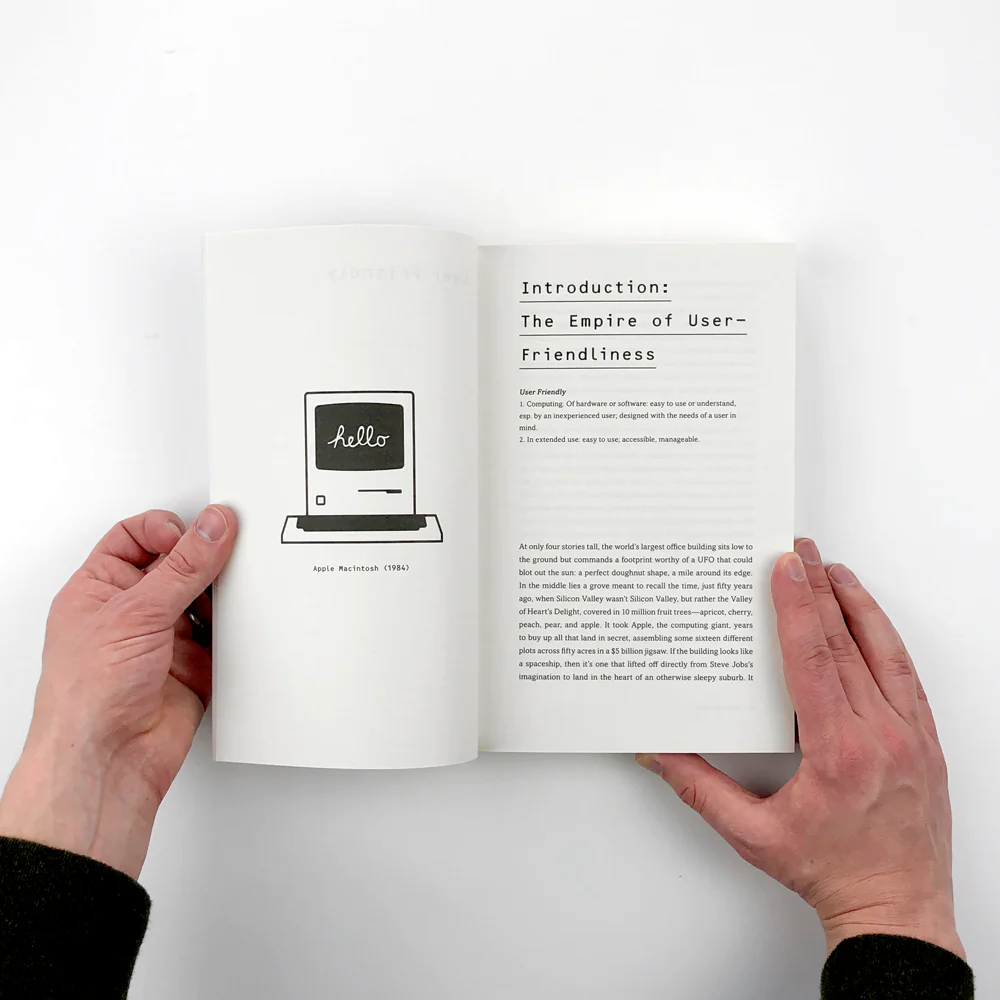 hello
Apple Macintosh (1984)
Introduction:
The Empire of User-
Friendliness
User Friendly
1. Computing. Of hardware or software: easy to use or understand,
esp. by an inexperienced user; designed with the needs of a user in
mind.
2. In extended use: easy to use; accessible, manageable.
At only four stories tall, the world's largest office building sits low to
the ground but commands a footprint worthy of a UFO that could
blot out the sun: a perfect doughnut shape, a mile around its edge.
In the middle lies a grove meant to recall the time, just fifty years
ago, when Silicon Valley wasn't Silicon Valley, but rather the Valley
of Heart's Delight, covered in 10 million fruit trees—apricot, cherry,
peach, pear, and apple. It took Apple, the computing giant, years
to buy up all that land in secret, assembling some sixteen different
plots across fifty acres in a $5 billion jigsaw. If the building looks like
a spaceship, then it's one that lifted off directly from Steve Jobs's
imagination to land in the heart of an otherwise sleepy suburb. It